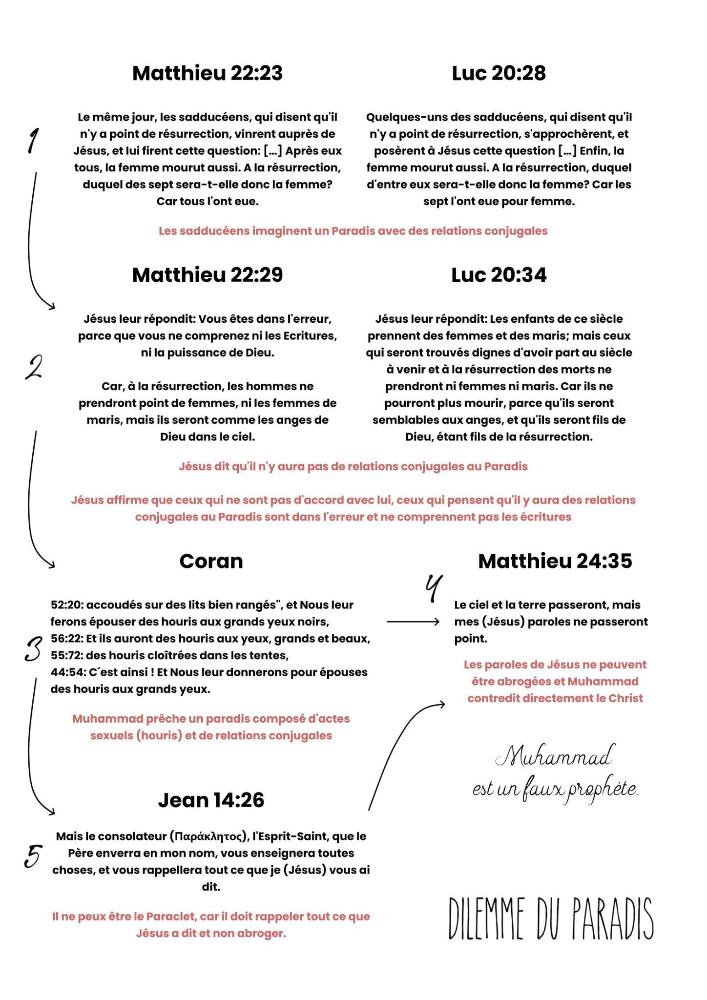 Matthieu 22:23
Le même jour, les sadducéens, qui disent qu'il
n'y a point de résurrection, vinrent auprès de
Jésus, et lui firent cette question: [...] Après eux
tous, la femme mourut aussi. A la résurrection,
duquel des sept sera-t-elle donc la femme?
Car tous l'ont eue.
Luc 20:28
Quelques-uns des sadducéens, qui disent qu'il
n'y a point de résurrection, s'approchèrent, et
posèrent à Jésus cette question [...] Enfin, la
femme mourut aussi. A la résurrection, duquel
d'entre eux sera-t-elle donc la femme? Car les
sept l'ont eue pour femme.
1
Les sadducéens imaginent un Paradis avec des relations conjugales
Matthieu 22:29
Jésus leur répondit: Vous êtes dans l'erreur,
parce que vous ne comprenez ni les Ecritures,
ni la puissance de Dieu.
Car, à la résurrection, les hommes ne
prendront point de femmes, ni les femmes de
maris, mais ils seront comme les anges de
Dieu dans le ciel.
Luc 20:34
Jésus leur répondit: Les enfants de ce siècle
prennent des femmes et des maris; mais ceux
qui seront trouvés dignes d'avoir part au siècle
à venir et à la résurrection des morts ne
prendront ni femmes ni maris. Car ils ne
pourront plus mourir, parce qu'ils seront
semblables aux anges, et qu'ils seront fils de
Dieu, étant fils de la résurrection.
2
Jésus dit qu'il n'y aura pas de relations conjugales au Paradis
Jésus affirme que ceux qui ne sont pas d'accord avec lui, ceux qui pensent qu'il y aura des relations
conjugales au Paradis sont dans l'erreur et ne comprennent pas les écritures
Coran
52:20: accoudés sur des lits bien rangés", et Nous leur
ferons épouser des houris aux grands yeux noirs,
56:22: Et ils auront des houris aux yeux, grands et beaux,
55:72: des houris cloîtrées dans les tentes,
44:54: C´est ainsi ! Et Nous leur donnerons pour épouses
des houris aux grands yeux.
3
Muhammad prêche un paradis composé d'actes
sexuels (houris) et de relations conjugales
Matthieu 24:35
4
Le ciel et la terre passeront, mais
mes (Jésus) paroles ne passeront
point.
Les paroles de Jésus ne peuvent
être abrogées et Muhammad
contredit directement le Christ
Muhammad
est un faux prophète.
Jean 14:26
Mais le consolateur (Παράκλητος), l'Esprit-Saint, que le
Père enverra en mon nom, vous enseignera toutes
choses, et vous rappellera tout ce que je (Jésus) vous ai
dit.
5
Il ne peux être le Paraclet, car il doit rappeler tout ce que
Jésus a dit et non abroger.
DILEMME DU PARADIS